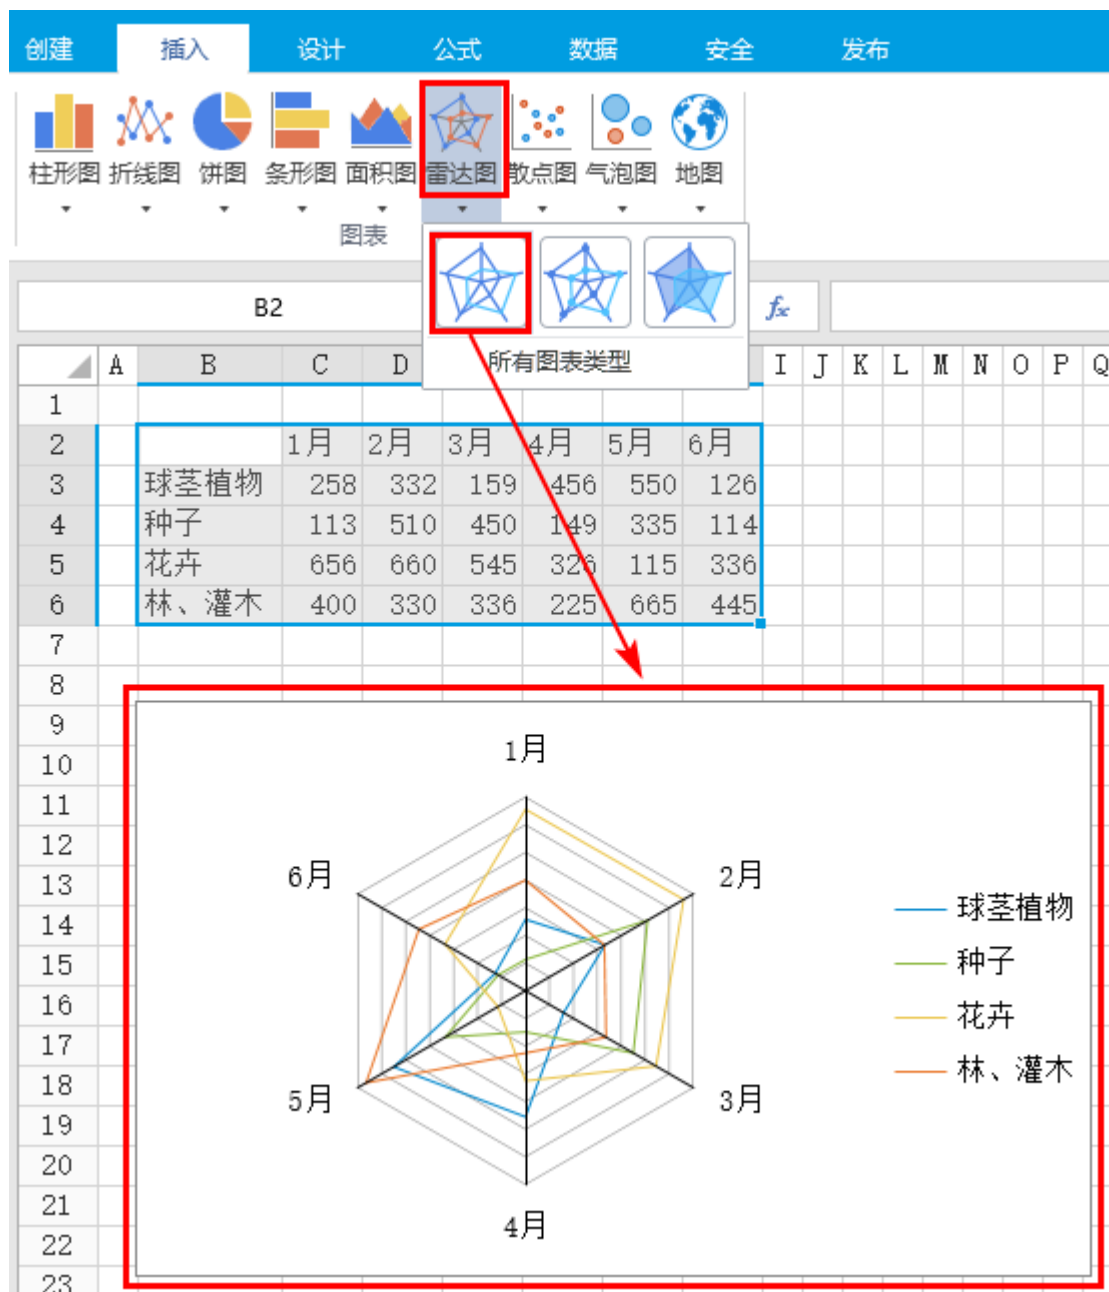 创建 插入 设计 公式 数据 安全 发布
柱形图 折线图 饼图 条形图 面积图 雷达图 散点图 气泡图 地图
图表
B2 fx
所有图表类型
A B C D I J K L M N O P Q
1
2 1月 2月 3月 4月 5月 6月
3 球茎植物 258 332 159 456 550 126
4 种子 113 510 450 149 335 114
5 花卉 656 660 545 326 115 336
6 林、灌木 400 330 336 225 665 445
7
8
9
10
11
12
13
14
15
16
17
18
19
20
21
22
23
1月
2月
3月
4月
5月
6月
球茎植物
种子
花卉
林、灌木